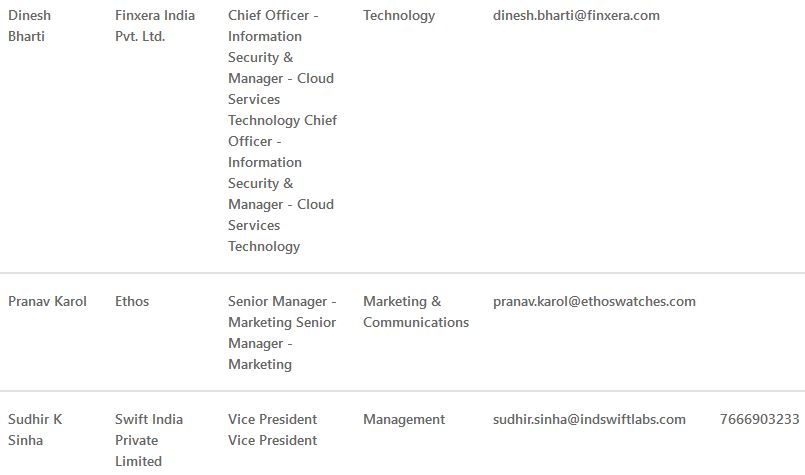 Dinesh Bharti
Finxera India Pvt. Ltd.
Chief Officer -
Information
Security &
Manager - Cloud
Services
Technology Chief
Officer -
Information
Security &
Manager - Cloud
Services
Technology
Technology
dinesh.bharti@finxera.com
Pranav Karol
Ethos
Senior Manager -
Marketing Senior
Manager -
Marketing
Marketing &
Communications
pranav.karol@ethoswatches.com
Sudhir K
Sinha
Swift India
Private
Limited
Vice President
Vice President
Management
sudhir.sinha@indswiftlabs.com
7666903233